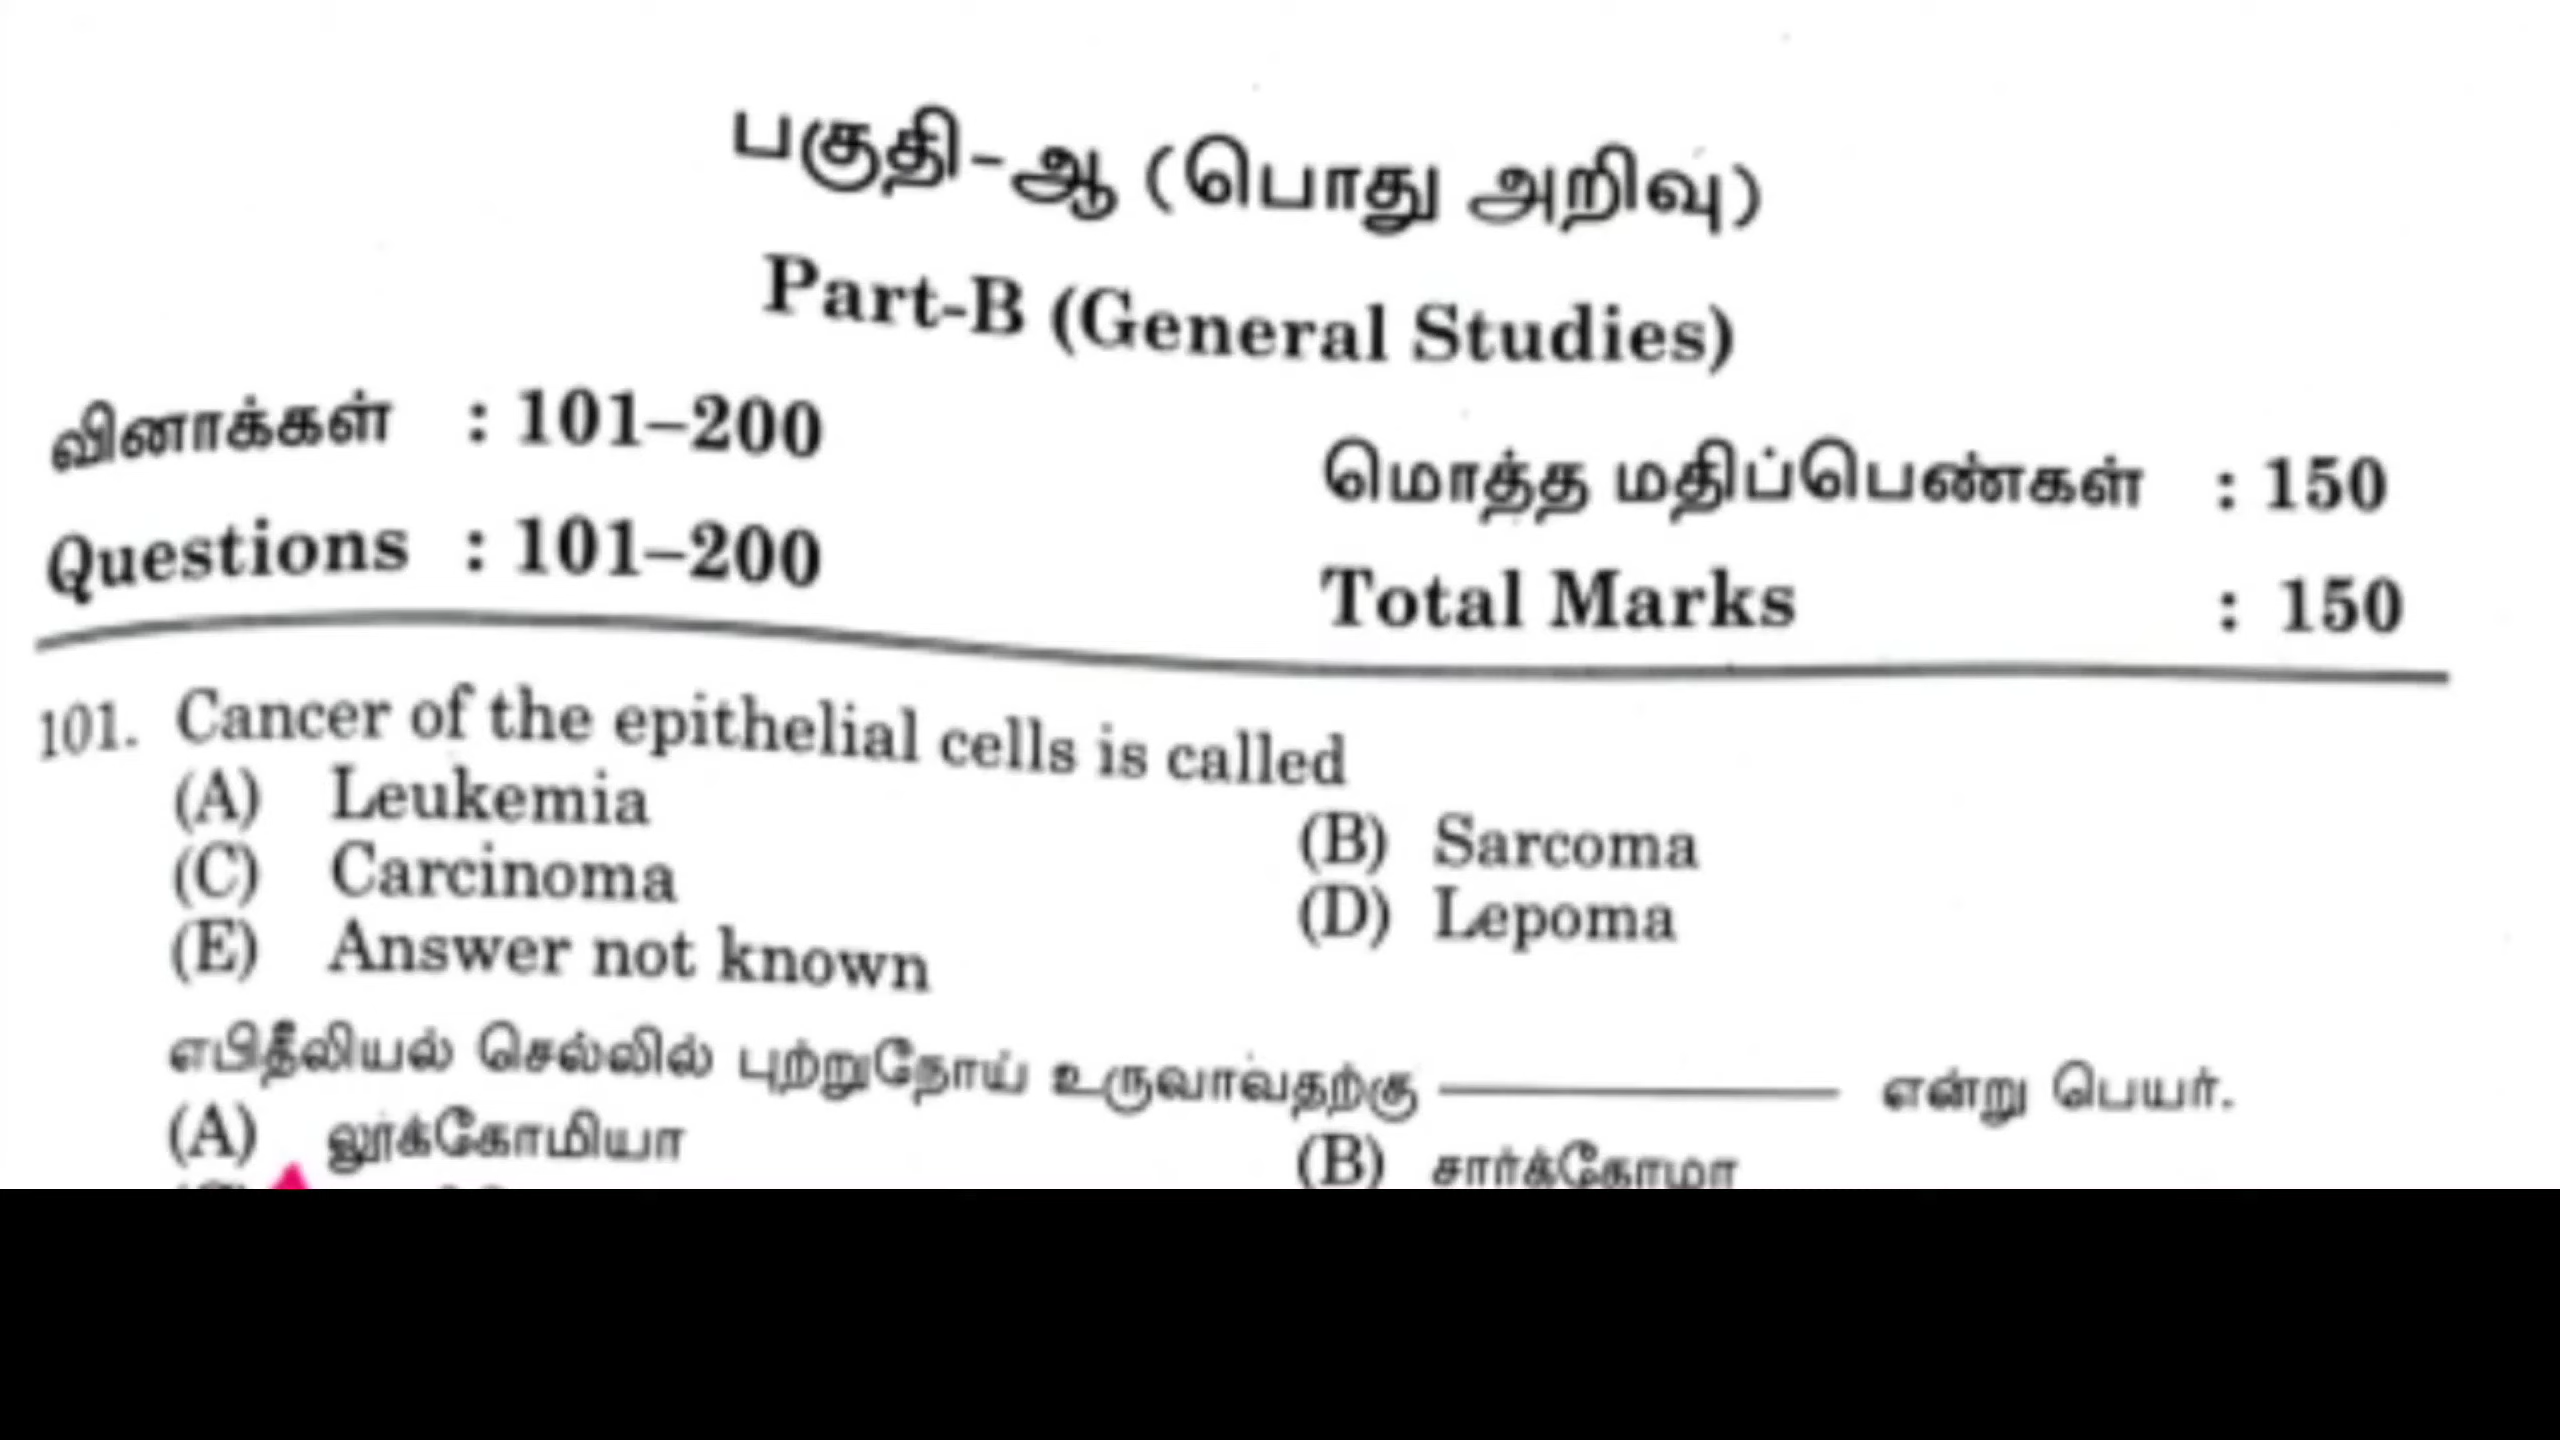 பகுதி-ஆ (பொது அறிவு)
Part-B (General Studies)
வினாக்கள் : 101–200 மொத்த மதிப்பெண்கள் : 150
Questions : 101–200 Total Marks : 150
101. Cancer of the epithelial cells is called
(A) Leukemia (B) Sarcoma
(C) Carcinoma (D) Lepoma
(E) Answer not known
எபிதீலியல் செல்லில் புற்றுநோய் உருவாவதற்கு ———— என்று பெயர்.
(A) லூக்கோமியா (B) சார்க்கோமா